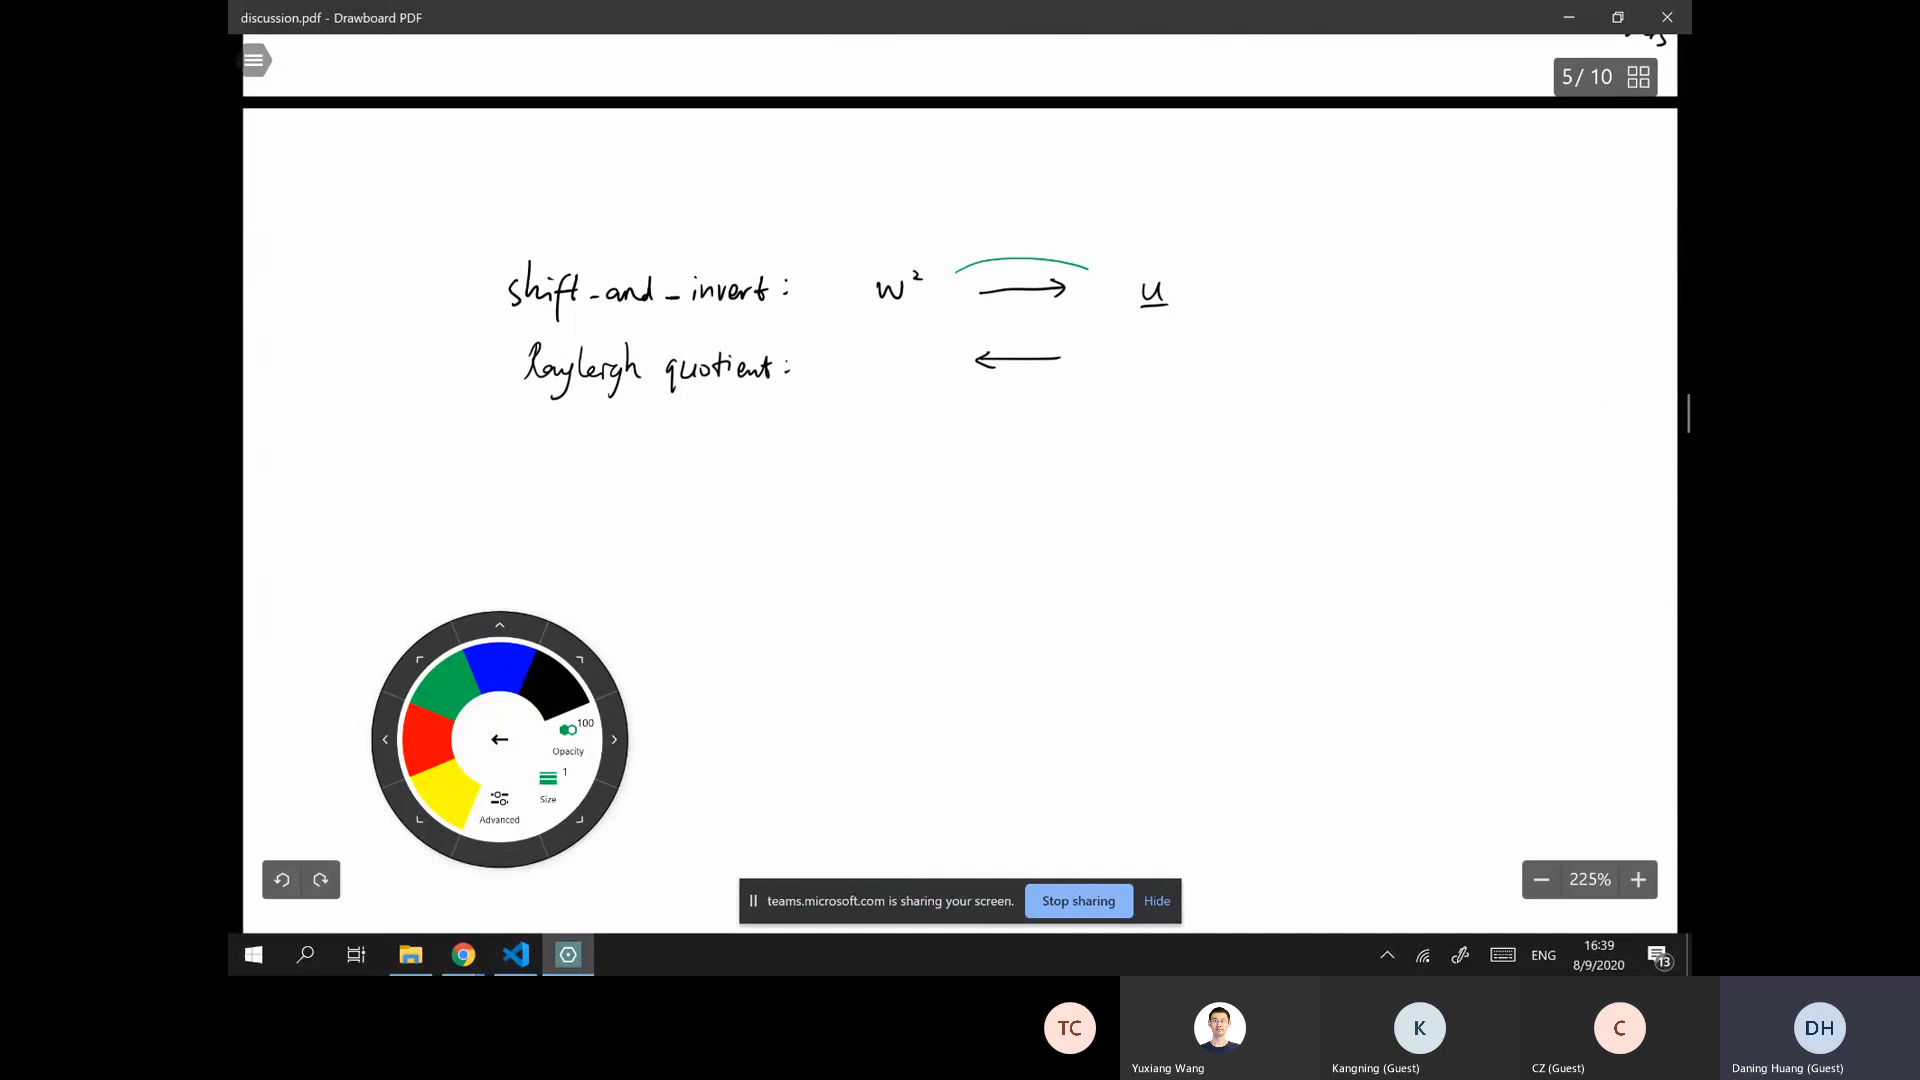 discussion.pdf - Drawboard PDF
5 / 10
shift-and-invert: w² → u
Rayleigh quotient: ←
100
Opacity
1
Size
Advanced
225%
teams.microsoft.com is sharing your screen. Stop sharing Hide
ENG
16:39
8/9/2020
13
TC
K
C
DH
Yuxiang Wang
Kangning (Guest)
CZ (Guest)
Daning Huang (Guest)